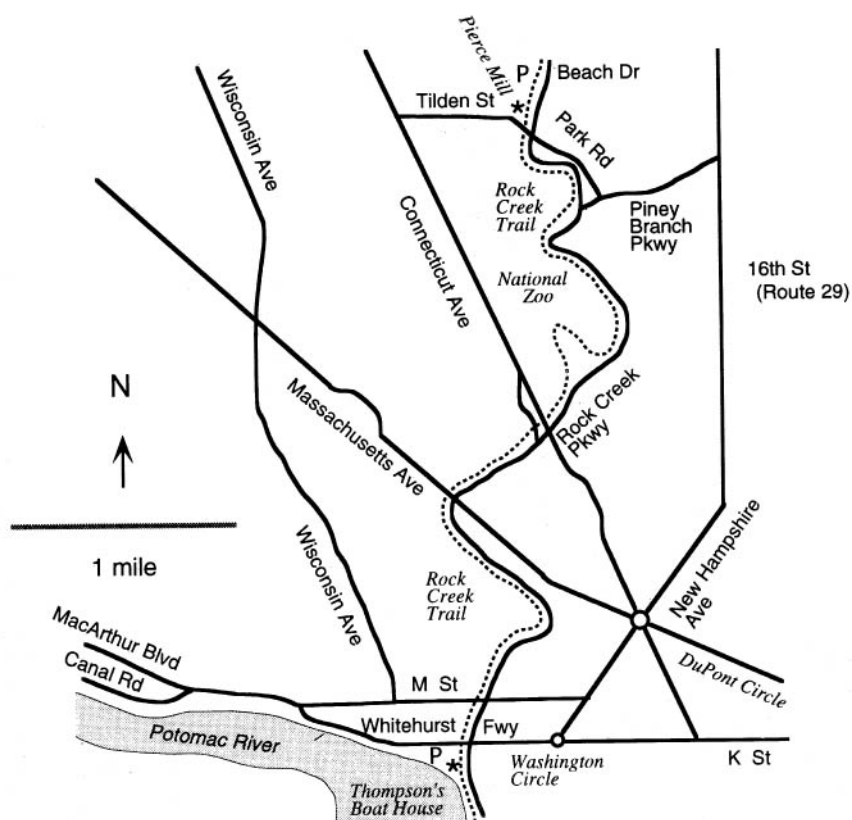 Pierce Mill
P
Beach Dr
Wisconsin Ave
Tilden St
Park Rd
Rock
Creek
Trail
Connecticut Ave
Piney
Branch
Pkwy
National
Zoo
16th St
(Route 29)
N
Massachusetts Ave
Rock Creek
Pkwy
1 mile
Wisconsin Ave
Rock
Creek
Trail
New Hampshire
Ave
MacArthur Blvd
Canal Rd
M St
DuPont Circle
Whitehurst Fwy
Potomac River
P
Washington
Circle
K St
Thompson's
Boat House